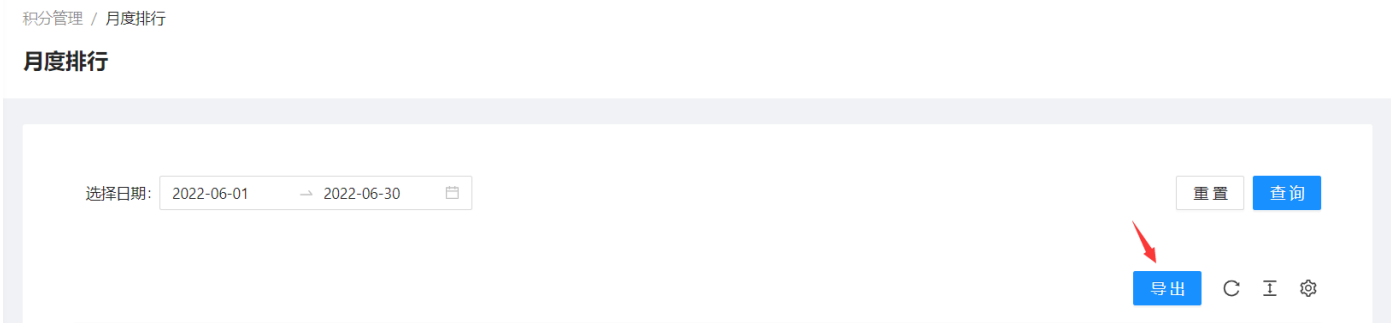 积分管理 / 月度排行
月度排行
选择日期: 2022-06-01 → 2022-06-30 重置 查询
导出